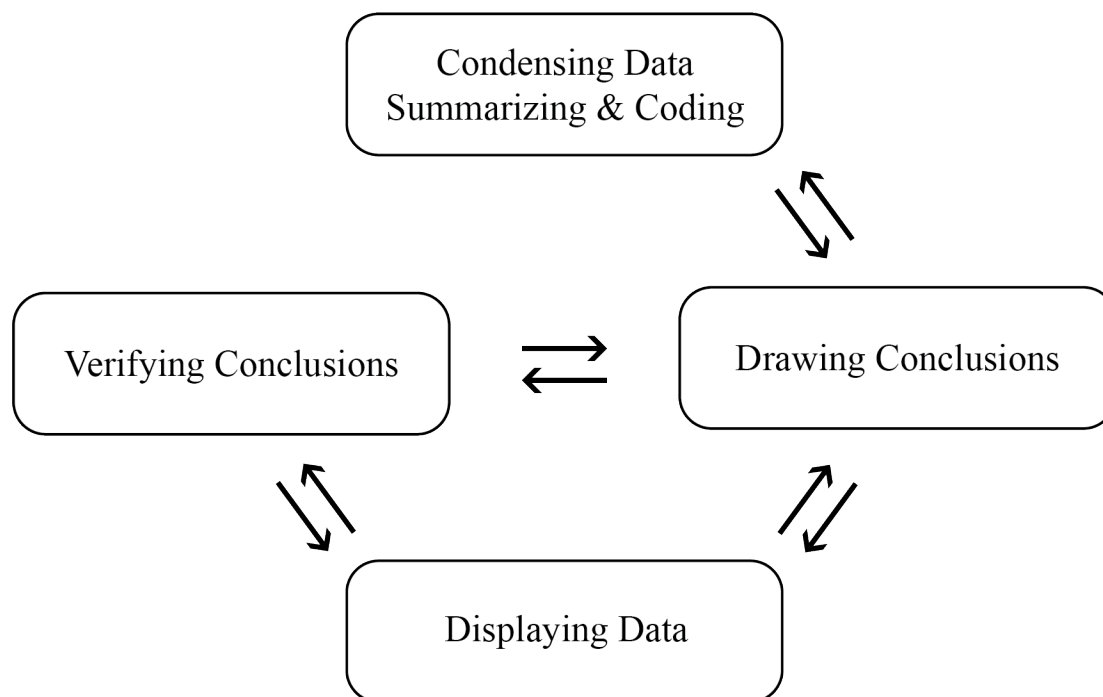 Condensing Data
Summarizing & Coding
Verifying Conclusions
Drawing Conclusions
Displaying Data